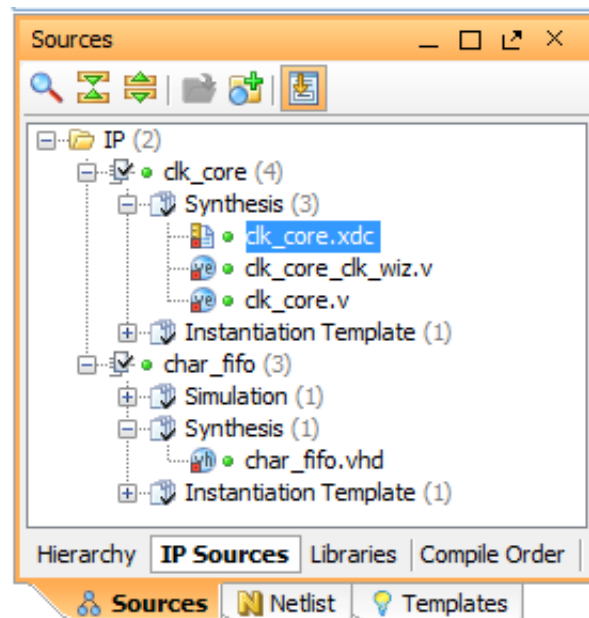 Sources
IP (2)
clk_core (4)
Synthesis (3)
clk_core.xdc
clk_core_clk_wiz.v
clk_core.v
Instantiation Template (1)
char_fifo (3)
Simulation (1)
Synthesis (1)
char_fifo.vhd
Instantiation Template (1)
Hierarchy IP Sources Libraries Compile Order
Sources Netlist Templates